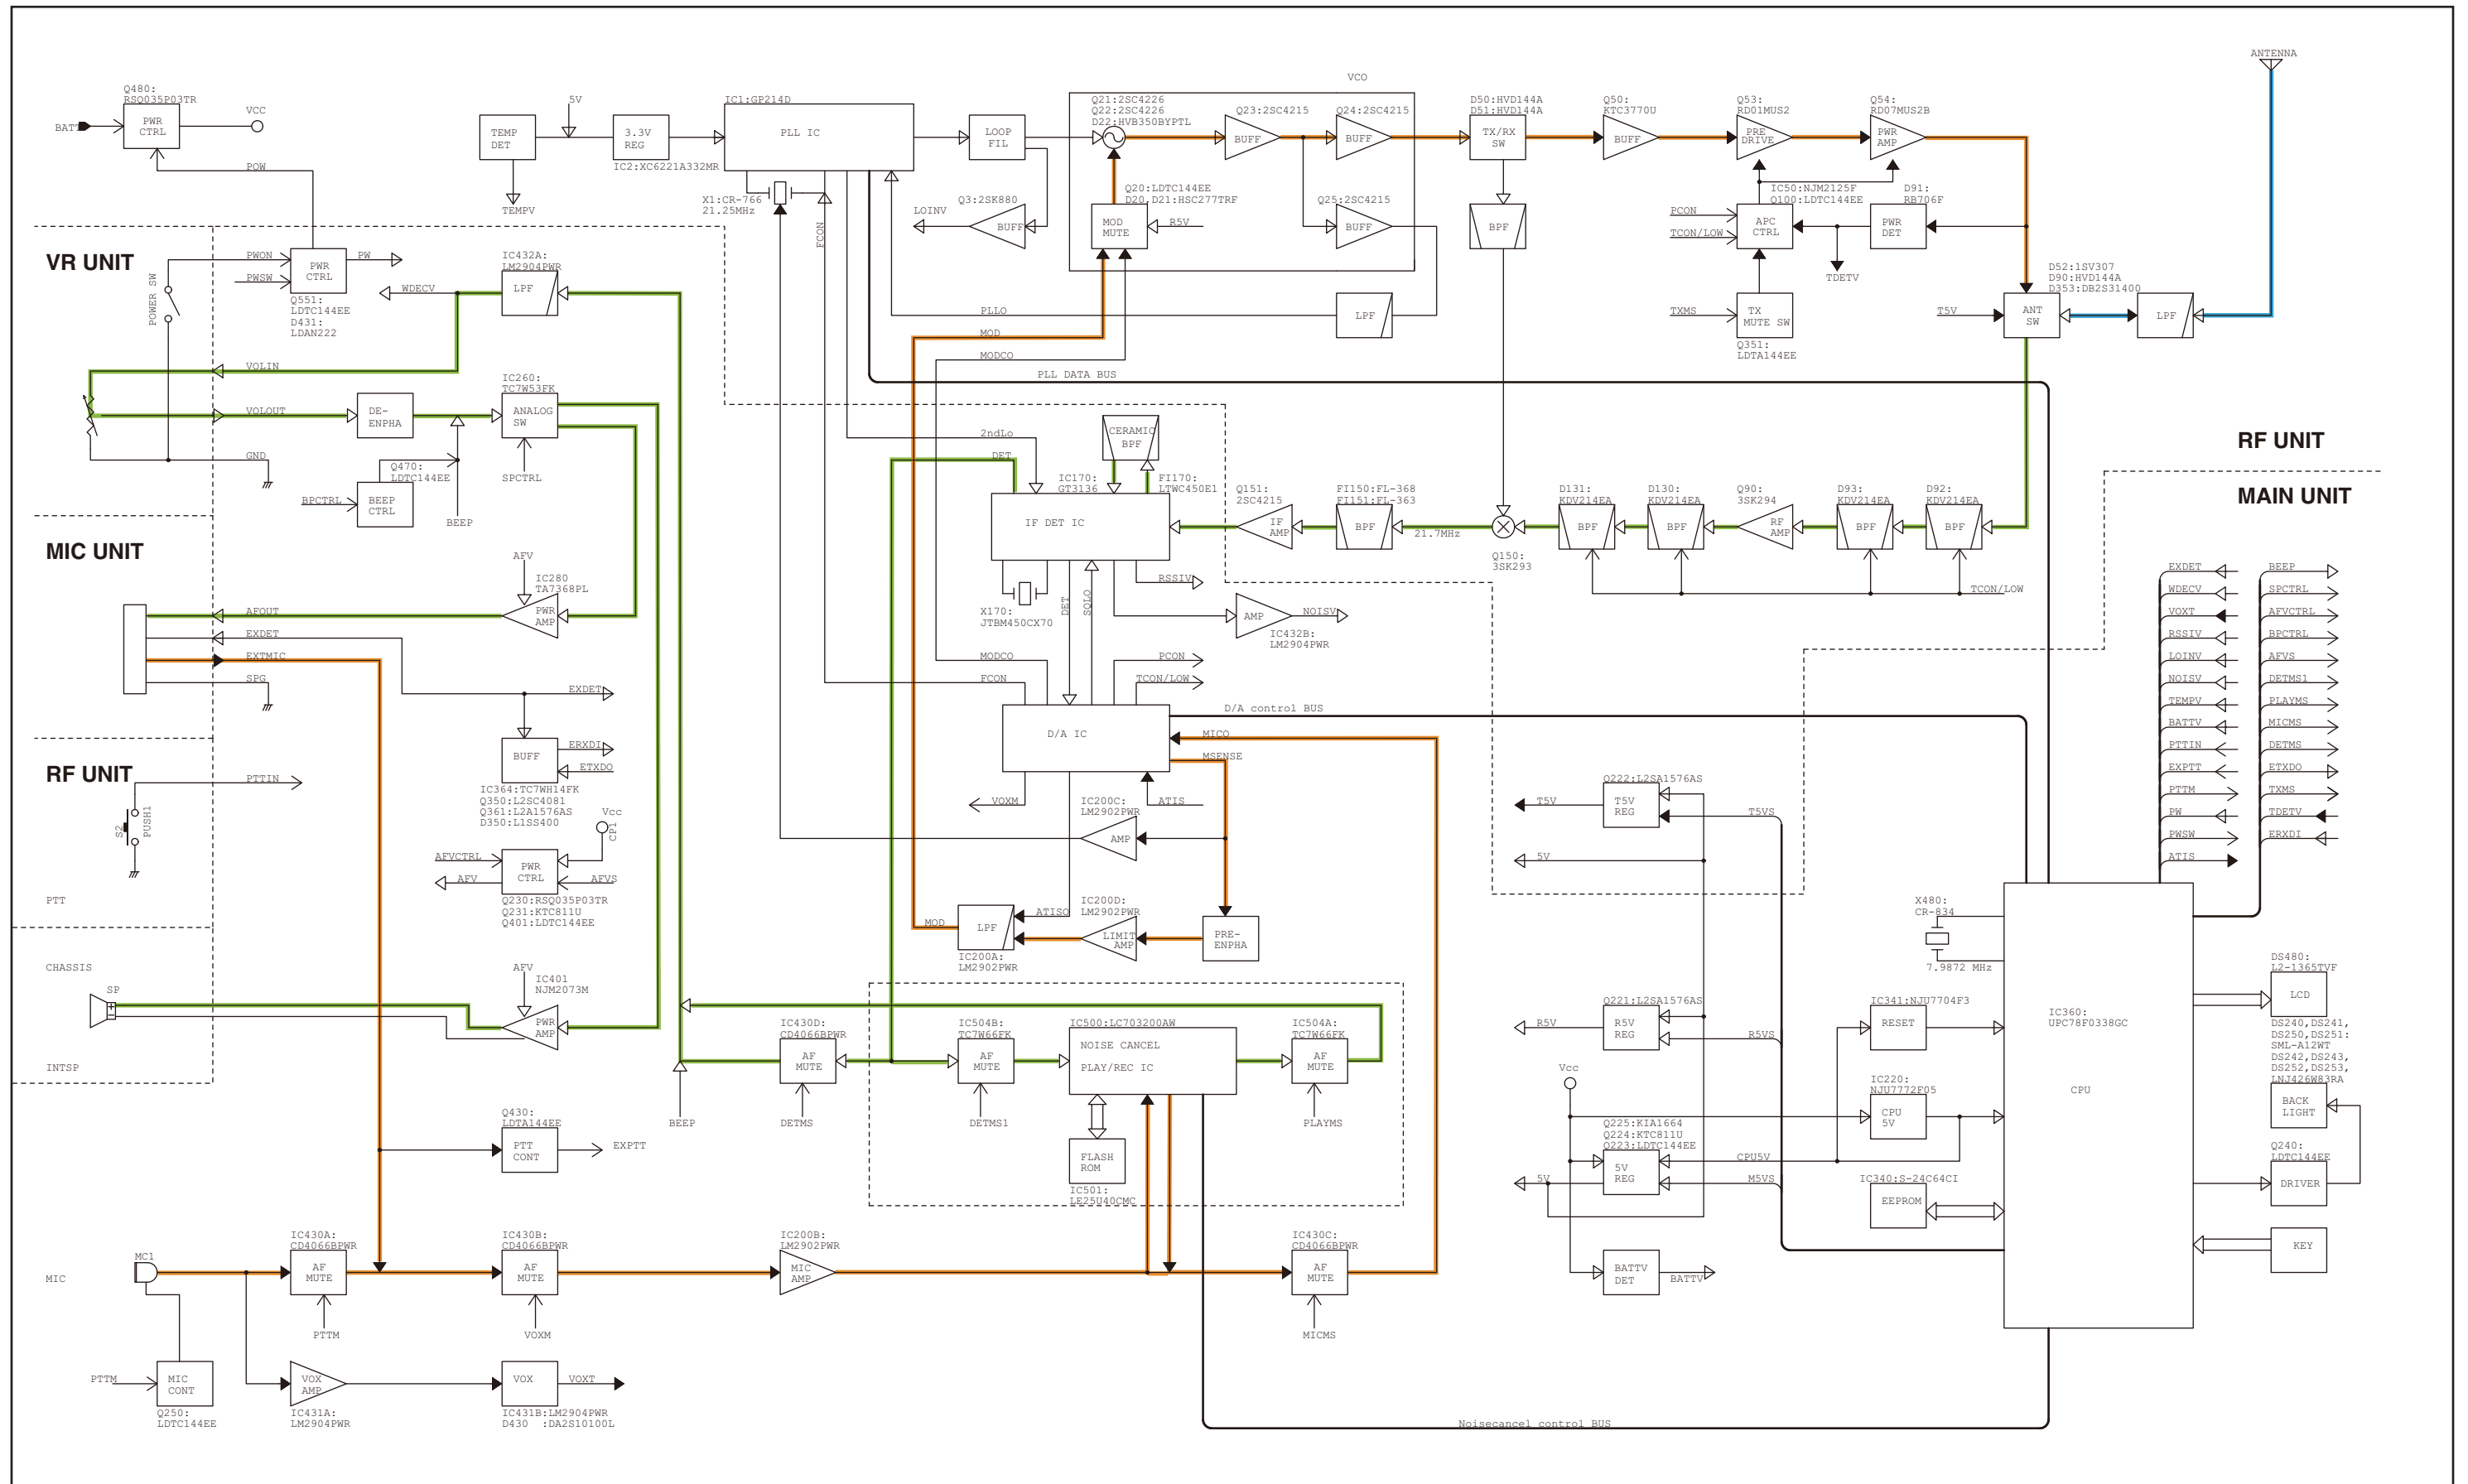 Q480:
RSQ035P03TR
BATT
PWR
CTRL
VCC
POW
TEMP
DET
TEMPV
5V
3.3V
REG
IC2:XC6221A332MR
IC1:GP214D
PLL IC
X1:CR-766
21.25MHz
FCON
LOOP
FIL
Q3:2SK880
LOINV
BUFF
VCO
Q21:2SC4226
Q22:2SC4226
D22:HVB350BYPTL
Q23:2SC4215
BUFF
Q24:2SC4215
BUFF
Q20:LDTC144EE
D20,D21:HSC277TRF
MOD
MUTE
R5V
Q25:2SC4215
BUFF
D50:HVD144A
D51:HVD144A
TX/RX
SW
BPF
Q50:
KTC3770U
BUFF
Q53:
RD01MUS2
PRE
DRIVE
Q54:
RD07MUS2B
PWR
AMP
ANTENNA
IC50:NJM2125F
Q100:LDTC144EE
PCON
TCON/LOW
APC
CTRL
D91:
RB706F
PWR
DET
TDETV
TXMS
TX
MUTE SW
Q351:
LDTA144EE
D52:1SV307
D90:HVD144A
D353:DB2S31400
T5V
ANT
SW
LPF
VR UNIT
POWER SW
PWON
PWSW
PWR
CTRL
PW
Q551:
LDTC144EE
D431:
LDAN222
IC432A:
LM2904PWR
LPF
WDECV
PLLO
LPF
MOD
MODCO
PLL DATA BUS
VOLIN
VOLOUT
GND
DE-
ENPHA
IC260:
TC7W53FK
ANALOG
SW
SPCTRL
Q470:
LDTC144EE
BPCTRL
BEEP
CTRL
BEEP
2ndLo
DET
CERAMIC
BPF
IC170:
GT3136
FI170:
LTWC450E1
IF DET IC
Q151:
2SC4215
IF
AMP
FI150:FL-368
FI151:FL-363
BPF
21.7MHz
Q150:
3SK293
D131:
KDV214EA
BPF
D130:
KDV214EA
BPF
Q90:
3SK294
RF
AMP
D93:
KDV214EA
BPF
D92:
KDV214EA
BPF
TCON/LOW
RF UNIT
MAIN UNIT
MIC UNIT
AFV
IC280
TA7368PL
PWR
AMP
AFOUT
EXDET
EXTMIC
SPG
EXDET
BUFF
ERXDI
ETXDO
IC364:TC7WH14FK
Q350:L2SC4081
Q361:L2A1576AS
D350:L1SS400
Vcc
CP1
X170:
JTBM450CX70
DET
SQLO
RSSIV
AMP
NOISV
IC432B:
LM2904PWR
MODCO
FCON
PCON
TCON/LOW
D/A control BUS
D/A IC
MICO
MSENSE
VOXM
ATIS
IC200C:
LM2902PWR
AMP
RF UNIT
PTTIN
S2
PUSH1
PTT
AFVCTRL
AFV
PWR
CTRL
AFVS
Q230:RSQ035P03TR
Q231:KTC811U
Q401:LDTC144EE
MOD
LPF
IC200A:
LM2902PWR
ATISO
IC200D:
LM2902PWR
LIMIT
AMP
PRE-
ENPHA
Q222:L2SA1576AS
T5V
T5V
REG
T5VS
5V
EXDET
WDECV
VOXT
RSSIV
LOINV
NOISV
TEMPV
BATTV
PTTIN
EXPTT
PTTM
PW
PWSW
ATIS
BEEP
SPCTRL
AFVCTRL
BPCTRL
AFVS
DETMS1
PLAYMS
MICMS
DETMS
ETXDO
TXMS
TDETV
ERXDI
X480:
CR-834
7.9872 MHz
CHASSIS
SP
INTSP
AFV
IC401
NJM2073M
PWR
AMP
IC430D:
CD4066BPWR
AF
MUTE
BEEP
DETMS
IC504B:
TC7W66FK
AF
MUTE
DETMS1
IC500:LC703200AW
NOISE CANCEL
PLAY/REC IC
FLASH
ROM
IC501:
LE25U40CMC
IC504A:
TC7W66FK
AF
MUTE
PLAYMS
Q221:L2SA1576AS
R5V
R5V
REG
R5VS
Vcc
Q225:KIA1664
Q224:KTC811U
Q223:LDTC144EE
5V
5V
REG
CPU5V
M5VS
BATTV
DET
BATTV
IC341:NJU7704F3
RESET
IC220:
NJU7772F05
CPU
5V
IC340:S-24C64CI
EEPROM
IC360:
UPC78F0338GC
CPU
DS480:
L2-1365TVF
LCD
DS240,DS241,
DS250,DS251:
SML-A12WT
DS242,DS243,
DS252,DS253,
LNJ426W83RA
BACK
LIGHT
Q240:
LDTC144EE
DRIVER
KEY
Q430:
LDTA144EE
PTT
CONT
EXPTT
MIC
MC1
IC430A:
CD4066BPWR
AF
MUTE
PTTM
IC430B:
CD4066BPWR
AF
MUTE
VOXM
IC200B:
LM2902PWR
MIC
AMP
IC430C:
CD4066BPWR
AF
MUTE
MICMS
PTTM
MIC
CONT
Q250:
LDTC144EE
VOX
AMP
IC431A:
LM2904PWR
VOX
VOXT
IC431B:LM2904PWR
D430 :DA2S10100L
Noisecancel control BUS